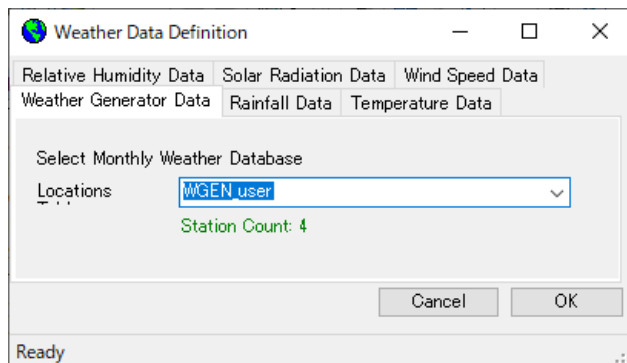 Weather Data Definition
Relative Humidity Data Solar Radiation Data Wind Speed Data
Weather Generator Data Rainfall Data Temperature Data
Select Monthly Weather Database
Locations WGEN_user
Station Count: 4
Cancel OK
Ready